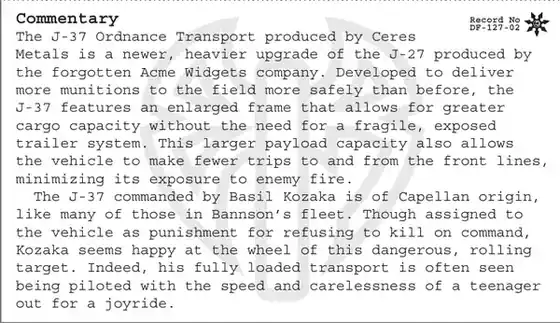 Commentary
Record No
DF-127-02
The J-37 Ordnance Transport produced by Ceres
Metals is a newer, heavier upgrade of the J-27 produced by
the forgotten Acme Widgets company. Developed to deliver
more munitions to the field more safely than before, the
J-37 features an enlarged frame that allows for greater
cargo capacity without the need for a fragile, exposed
trailer system. This larger payload capacity also allows
the vehicle to make fewer trips to and from the front lines,
minimizing its exposure to enemy fire.
The J-37 commanded by Basil Kozaka is of Capellan origin,
like many of those in Bannson's fleet. Though assigned to
the vehicle as punishment for refusing to kill on command,
Kozaka seems happy at the wheel of this dangerous, rolling
target. Indeed, his fully loaded transport is often seen
being piloted with the speed and carelessness of a teenager
out for a joyride.